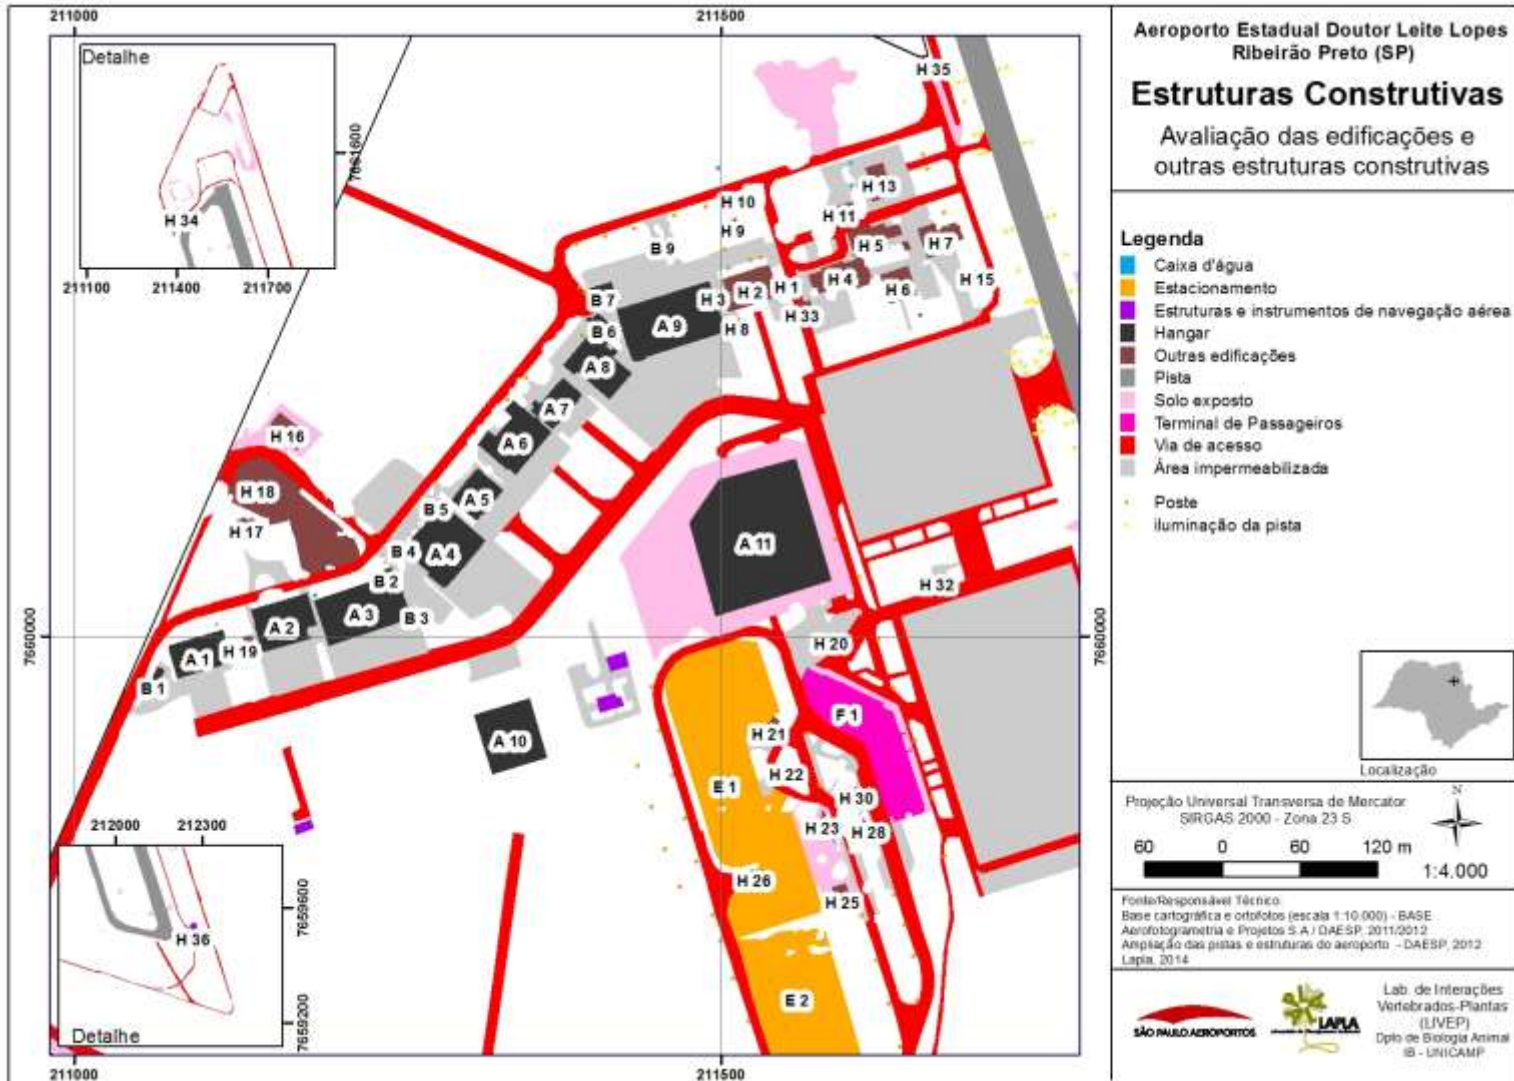 211000
211500
Detalhe
H 34
211100
211400
211700
7661600
H 35
H 13
H 10
H 11
H 9
H 5
H 7
B 9
H 1
H 4
H 15
H 3
H 2
H 6
B 7
H 33
B 6
A 9
H 8
A 8
A 7
H 16
A 6
H 18
A 5
B 5
H 17
A 11
B 4
A 4
B 2
H 32
A 3
B 3
A 2
7660000
7660000
H 19
H 20
A 1
B 1
F 1
H 21
A 10
H 22
E 1
H 30
H 23
H 28
212000
212300
H 26
H 25
7659600
H 36
E 2
7659200
Detalhe
211000
211500
Aeroporto Estadual Doutor Leite Lopes
Ribeirão Preto (SP)
Estruturas Construtivas
Avaliação das edificações e
outras estruturas construtivas
Legenda
Caixa d'água
Estacionamento
Estruturas e instrumentos de navegação aérea
Hangar
Outras edificações
Pista
Solo exposto
Terminal de Passageiros
Via de acesso
Área impermeabilizada
Poste
iluminação da pista
Localização
Projeção Universal Transversa de Mercator
SIRGAS 2000 - Zona 23 S
N
60 0 60 120 m
1:4.000
Fonte/Responsável Técnico:
Base cartográfica e ortofotos (escala 1:10.000) - BASE
Aerofotogrametria e Projetos S.A / DAESP, 2011/2012
Ampliação das pistas e estruturas do aeroporto - DAESP, 2012
Lapla, 2014
SÃO PAULO AEROPORTOS
LAPLA
Lab. de Interações
Vertebrados-Plantas
(LIVEP)
Dpto de Biologia Animal
IB - UNICAMP